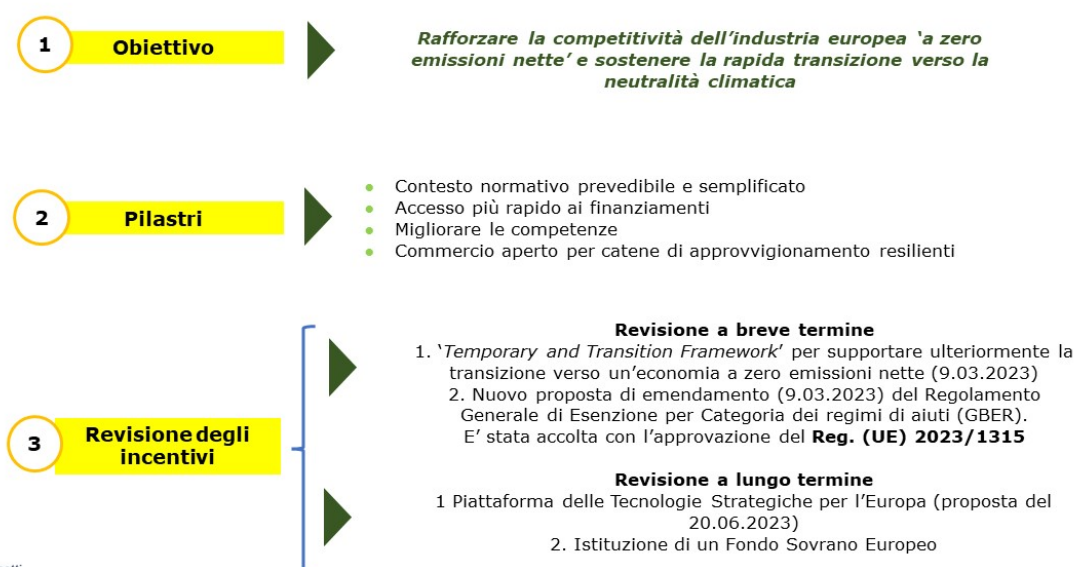 1
Obiettivo
Rafforzare la competitività dell’industria europea ‘a zero
emissioni nette’ e sostenere la rapida transizione verso la
neutralità climatica
2
Pilastri
Contesto normativo prevedibile e semplificato
Accesso più rapido ai finanziamenti
Migliorare le competenze
Commercio aperto per catene di approvvigionamento resilienti
3
Revisione degli
incentivi
Revisione a breve termine
1. ‘Temporary and Transition Framework’ per supportare ulteriormente la
transizione verso un’economia a zero emissioni nette (9.03.2023)
2. Nuovo proposta di emendamento (9.03.2023) del Regolamento
Generale di Esenzione per Categoria dei regimi di aiuti (GBER).
E’ stata accolta con l’approvazione del Reg. (UE) 2023/1315
Revisione a lungo termine
1 Piattaforma delle Tecnologie Strategiche per l’Europa (proposta del
20.06.2023)
2. Istituzione di un Fondo Sovrano Europeo